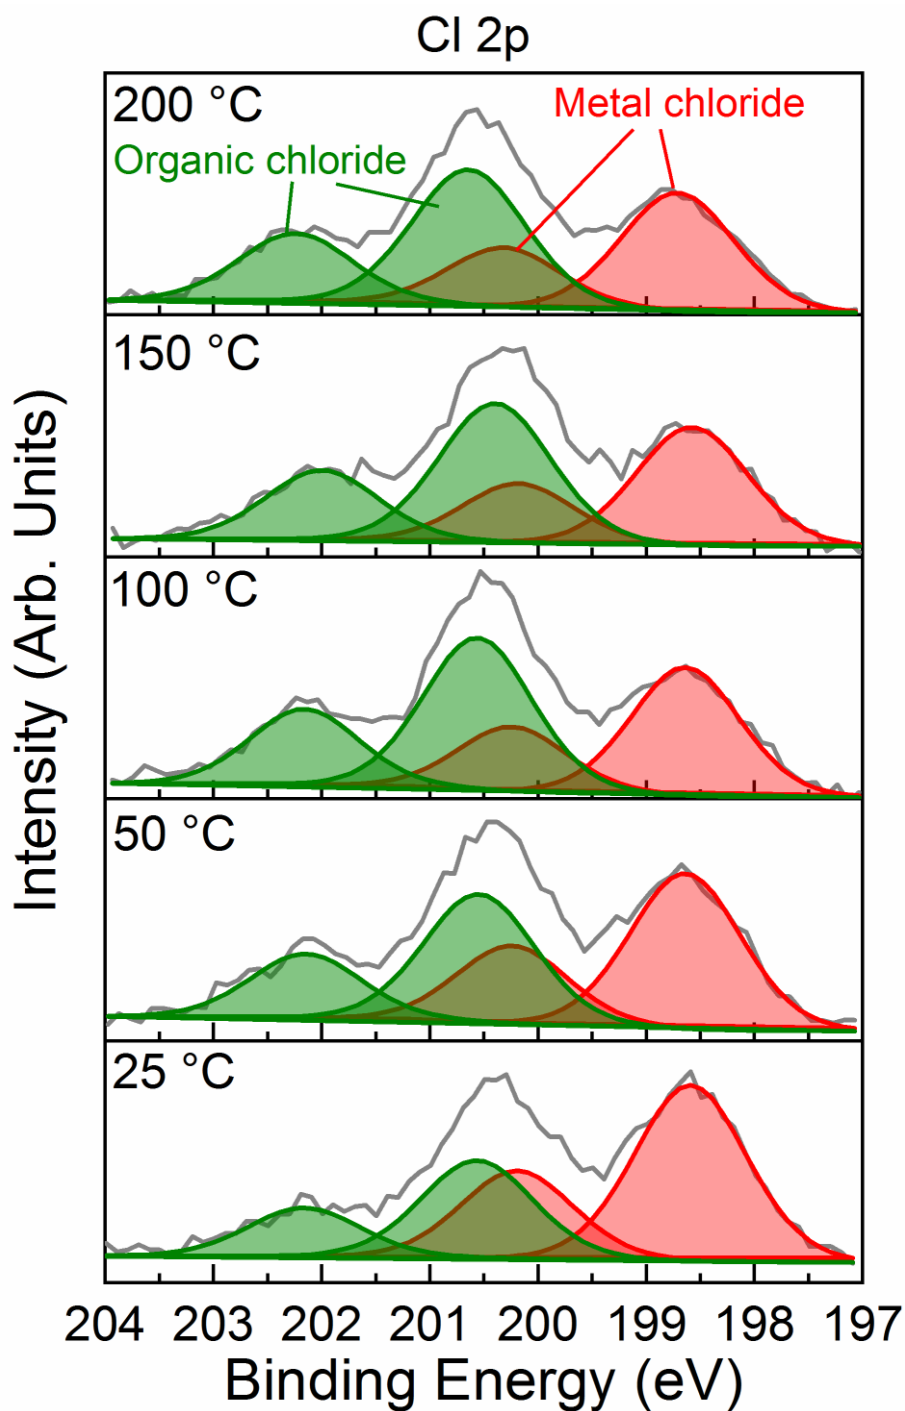 Cl 2p
200 °C
Metal chloride
Organic chloride
150 °C
100 °C
50 °C
25 °C
Intensity (Arb. Units)
204 203 202 201 200 199 198 197
Binding Energy (eV)